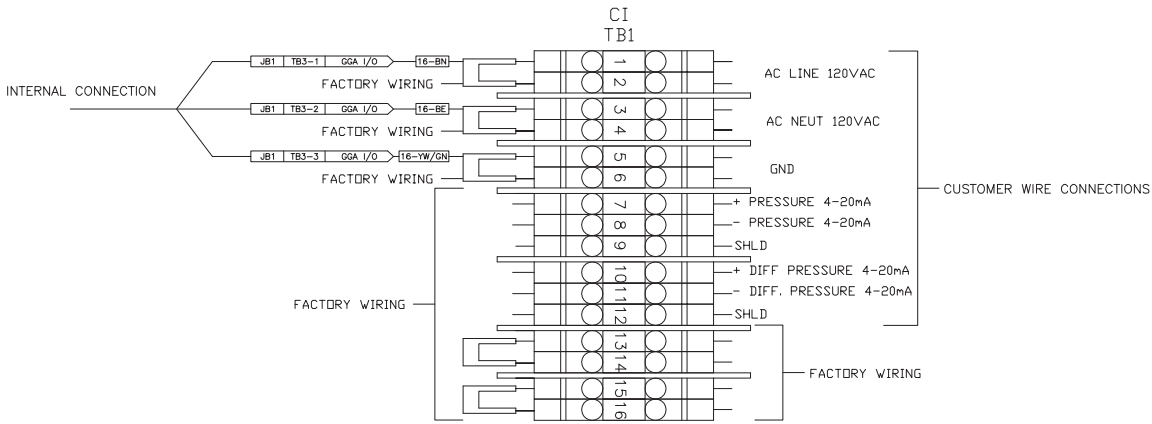 CI
TB1
JB1 TB3-1 GGA I/O 16-BN
1
FACTORY WIRING
2
AC LINE 120VAC
INTERNAL CONNECTION
JB1 TB3-2 GGA I/O 16-BE
3
FACTORY WIRING
4
AC NEUT 120VAC
JB1 TB3-3 GGA I/O 16-YW/GN
5
FACTORY WIRING
6
GND
CUSTOMER WIRE CONNECTIONS
7
+ PRESSURE 4-20mA
8
- PRESSURE 4-20mA
9
SHLD
10
+ DIFF PRESSURE 4-20mA
11
- DIFF. PRESSURE 4-20mA
FACTORY WIRING
12
SHLD
13
14
FACTORY WIRING
15
16